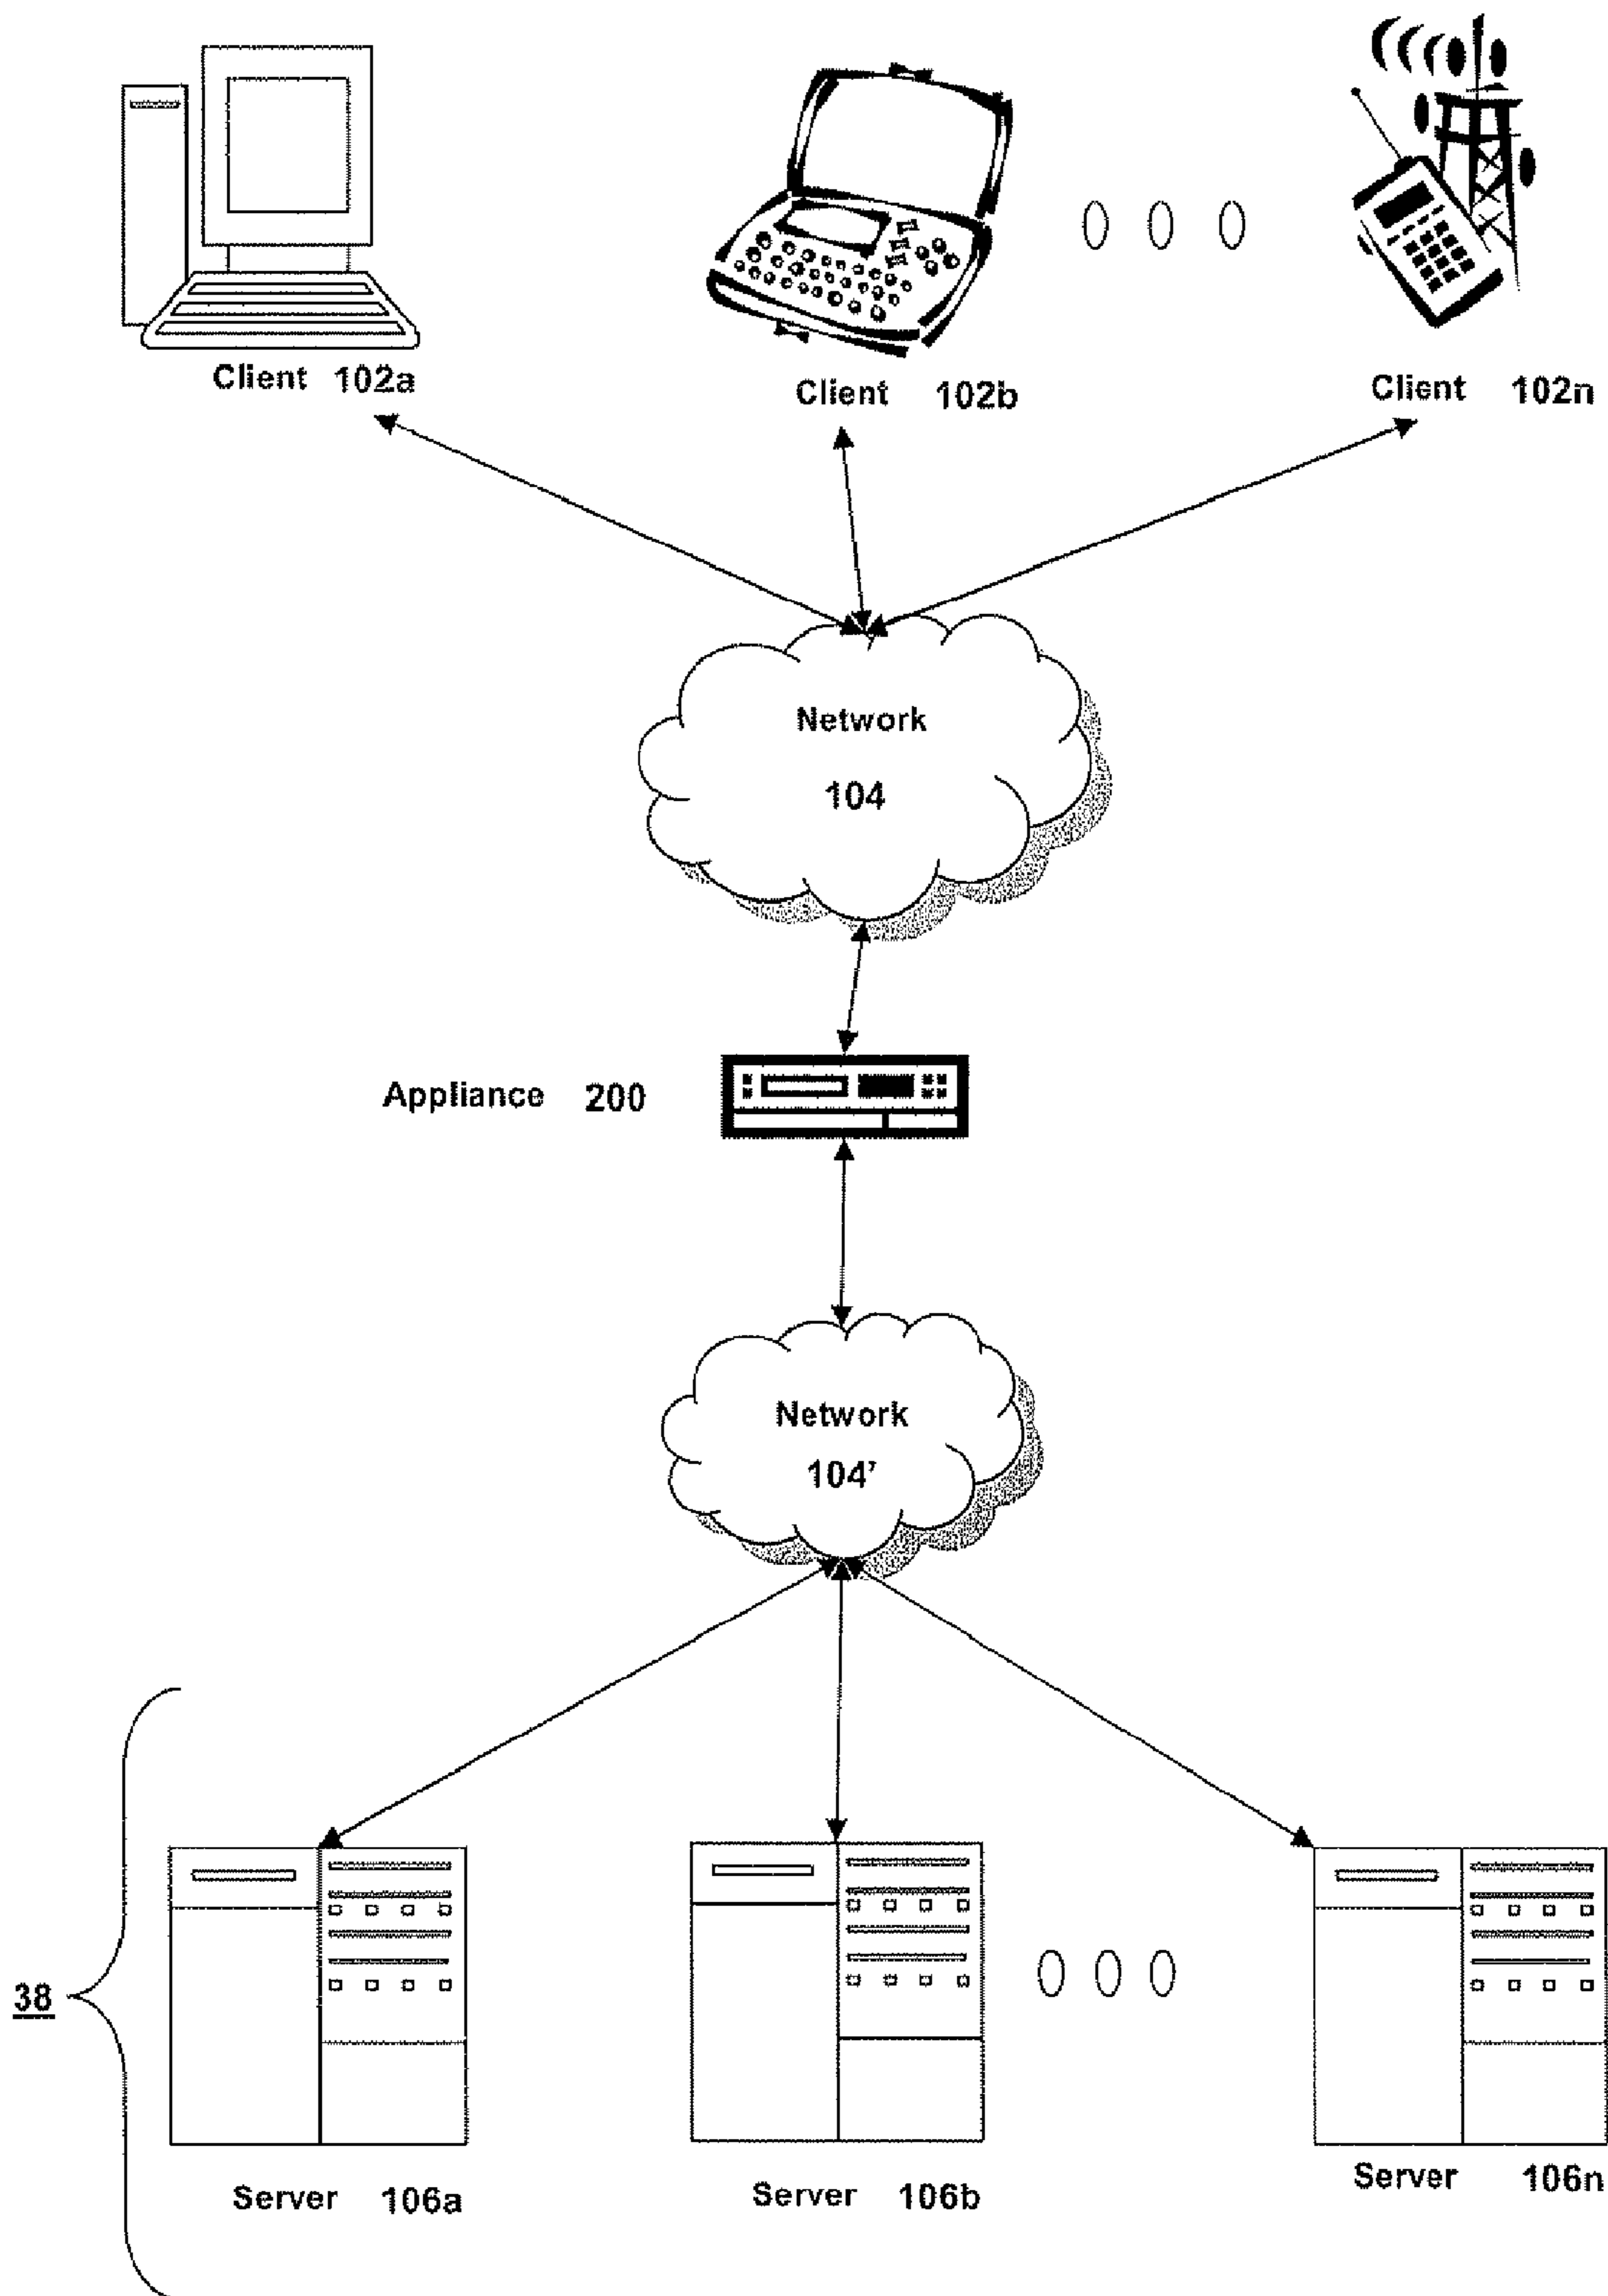 Client 102a
Client 102b
Client 102n
Network
104
Appliance 200
Network
104'
38
Server 106a
Server 106b
Server 106n